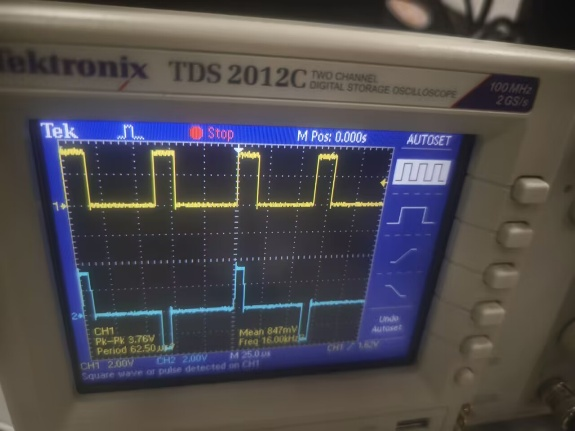 Tektronix TDS 2012C TWO CHANNEL
DIGITAL STORAGE OSCILLOSCOPE
100 MHz
2 GS/s
Tek Stop M Pos: 0.000s AUTOSET
1
2
CH1
Pk-Pk 3.76V
Period 62.50µs
Mean 847mV
Freq 16.00kHz
Undo
Autoset
CH1 2.00V CH2 2.00V M 25.0µs CH1 / 1.52V
Square wave or pulse detected on CH1